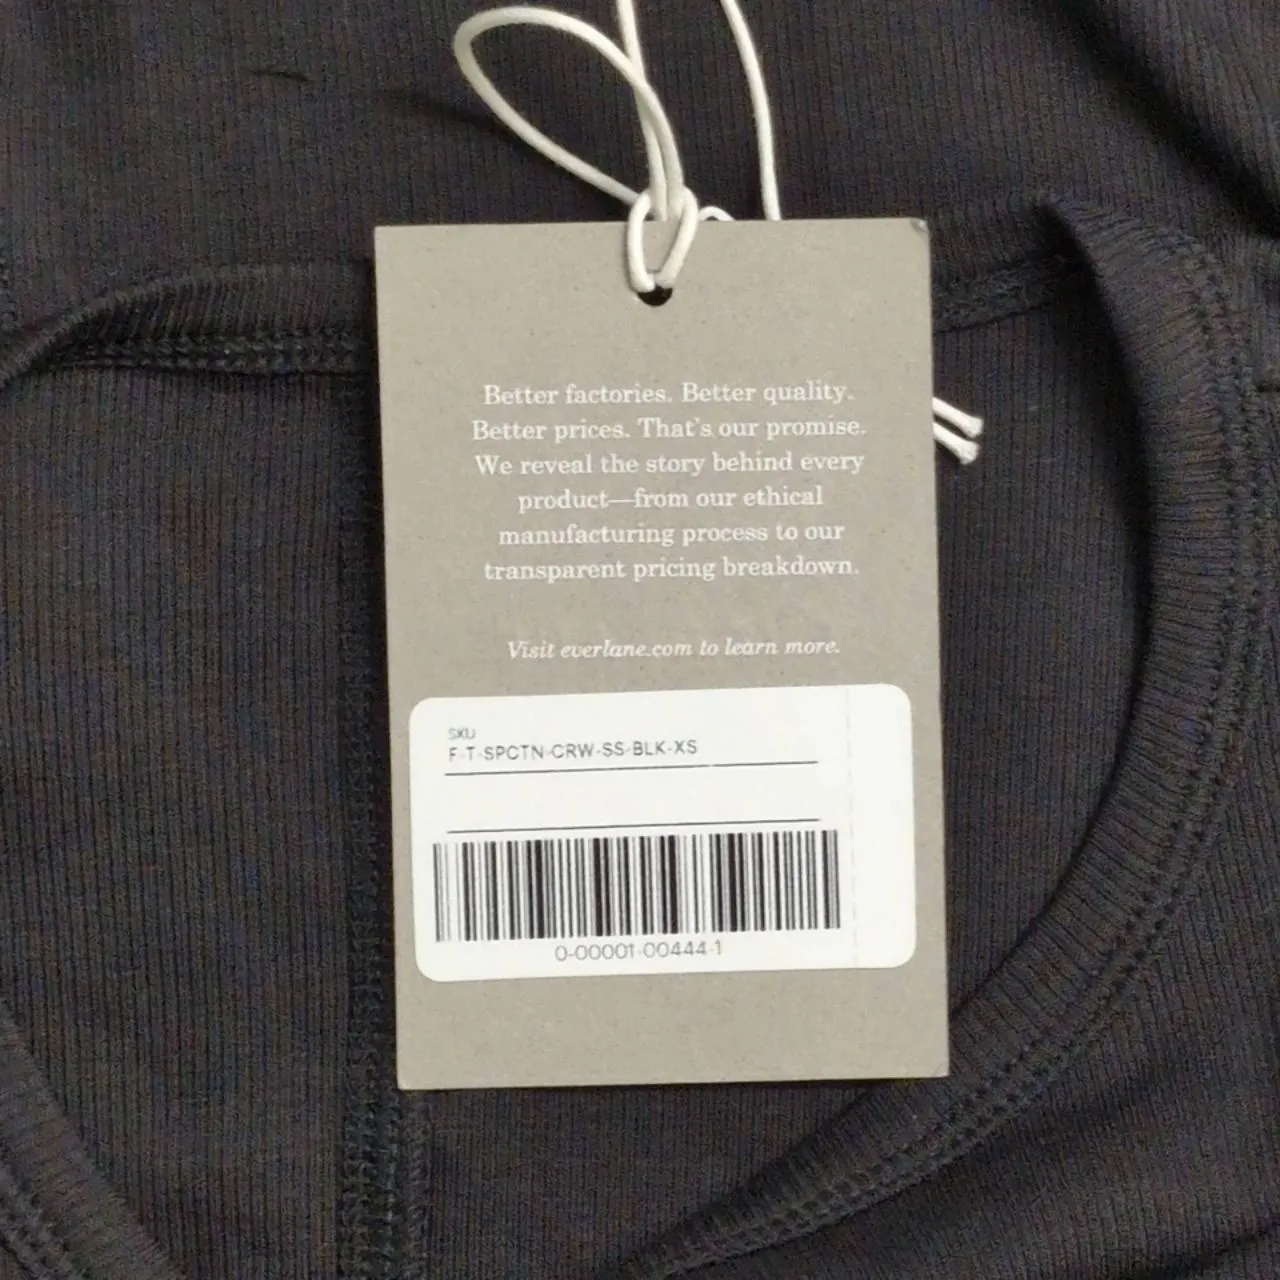 Better factories. Better quality.
Better prices. That's our promise.
We reveal the story behind every
product—from our ethical
manufacturing process to our
transparent pricing breakdown.
Visit everlane.com to learn more.
SKU
F-T-SPCTN-CRW-SS-BLK-XS
0-00001-00444-1